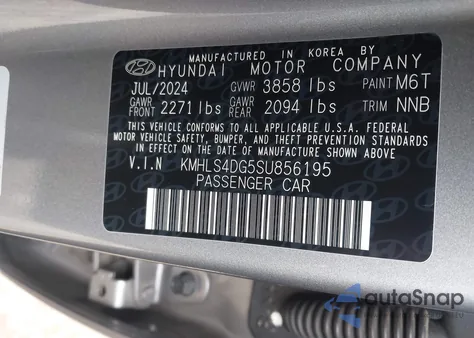 MANUFACTURED IN KOREA BY
HYUNDAI MOTOR COMPANY
JUL/2024 GVWR 3858 lbs PAINT M6T
GAWR FRONT 2271 lbs GAWR REAR 2094 lbs TRIM NNB
THIS VEHICLE CONFORMS TO ALL APPLICABLE U.S.A. FEDERAL
MOTOR VEHICLE SAFETY, BUMPER, AND THEFT PREVENTION STANDARDS
IN EFFECT ON THE DATE OF MANUFACTURE SHOWN ABOVE.
V.I.N KMHLS4DG5SU856195
PASSENGER CAR
autoSnap